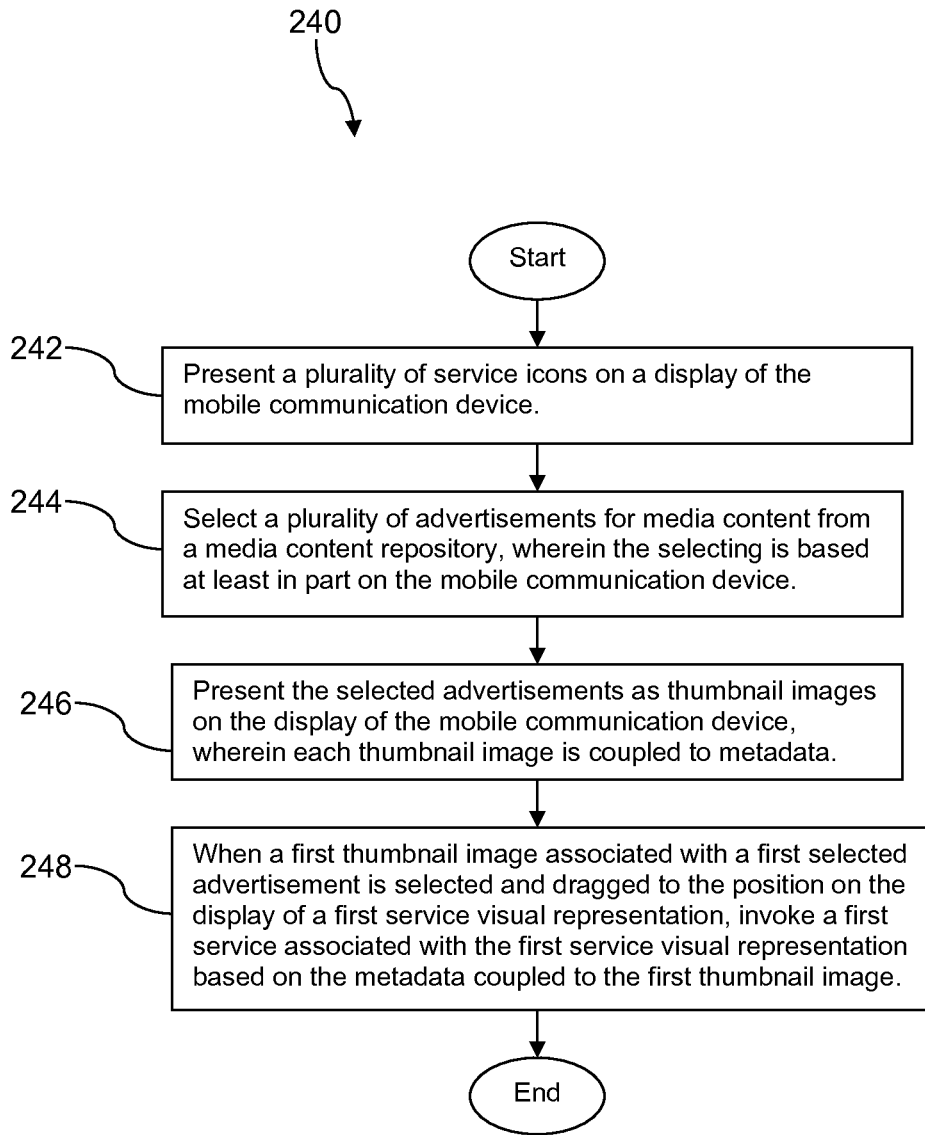 240
Start
242
Present a plurality of service icons on a display of the
mobile communication device.
244
Select a plurality of advertisements for media content from
a media content repository, wherein the selecting is based
at least in part on the mobile communication device.
246
Present the selected advertisements as thumbnail images
on the display of the mobile communication device,
wherein each thumbnail image is coupled to metadata.
248
When a first thumbnail image associated with a first selected
advertisement is selected and dragged to the position on the
display of a first service visual representation, invoke a first
service associated with the first service visual representation
based on the metadata coupled to the first thumbnail image.
End